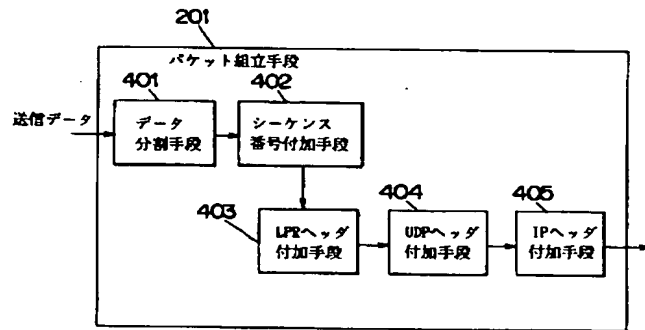 201
パケット組立手段
401
402
送信データ
データ
分割手段
シーケンス
番号付加手段
403
404
405
LPRヘッダ
付加手段
UDPヘッダ
付加手段
IPヘッダ
付加手段